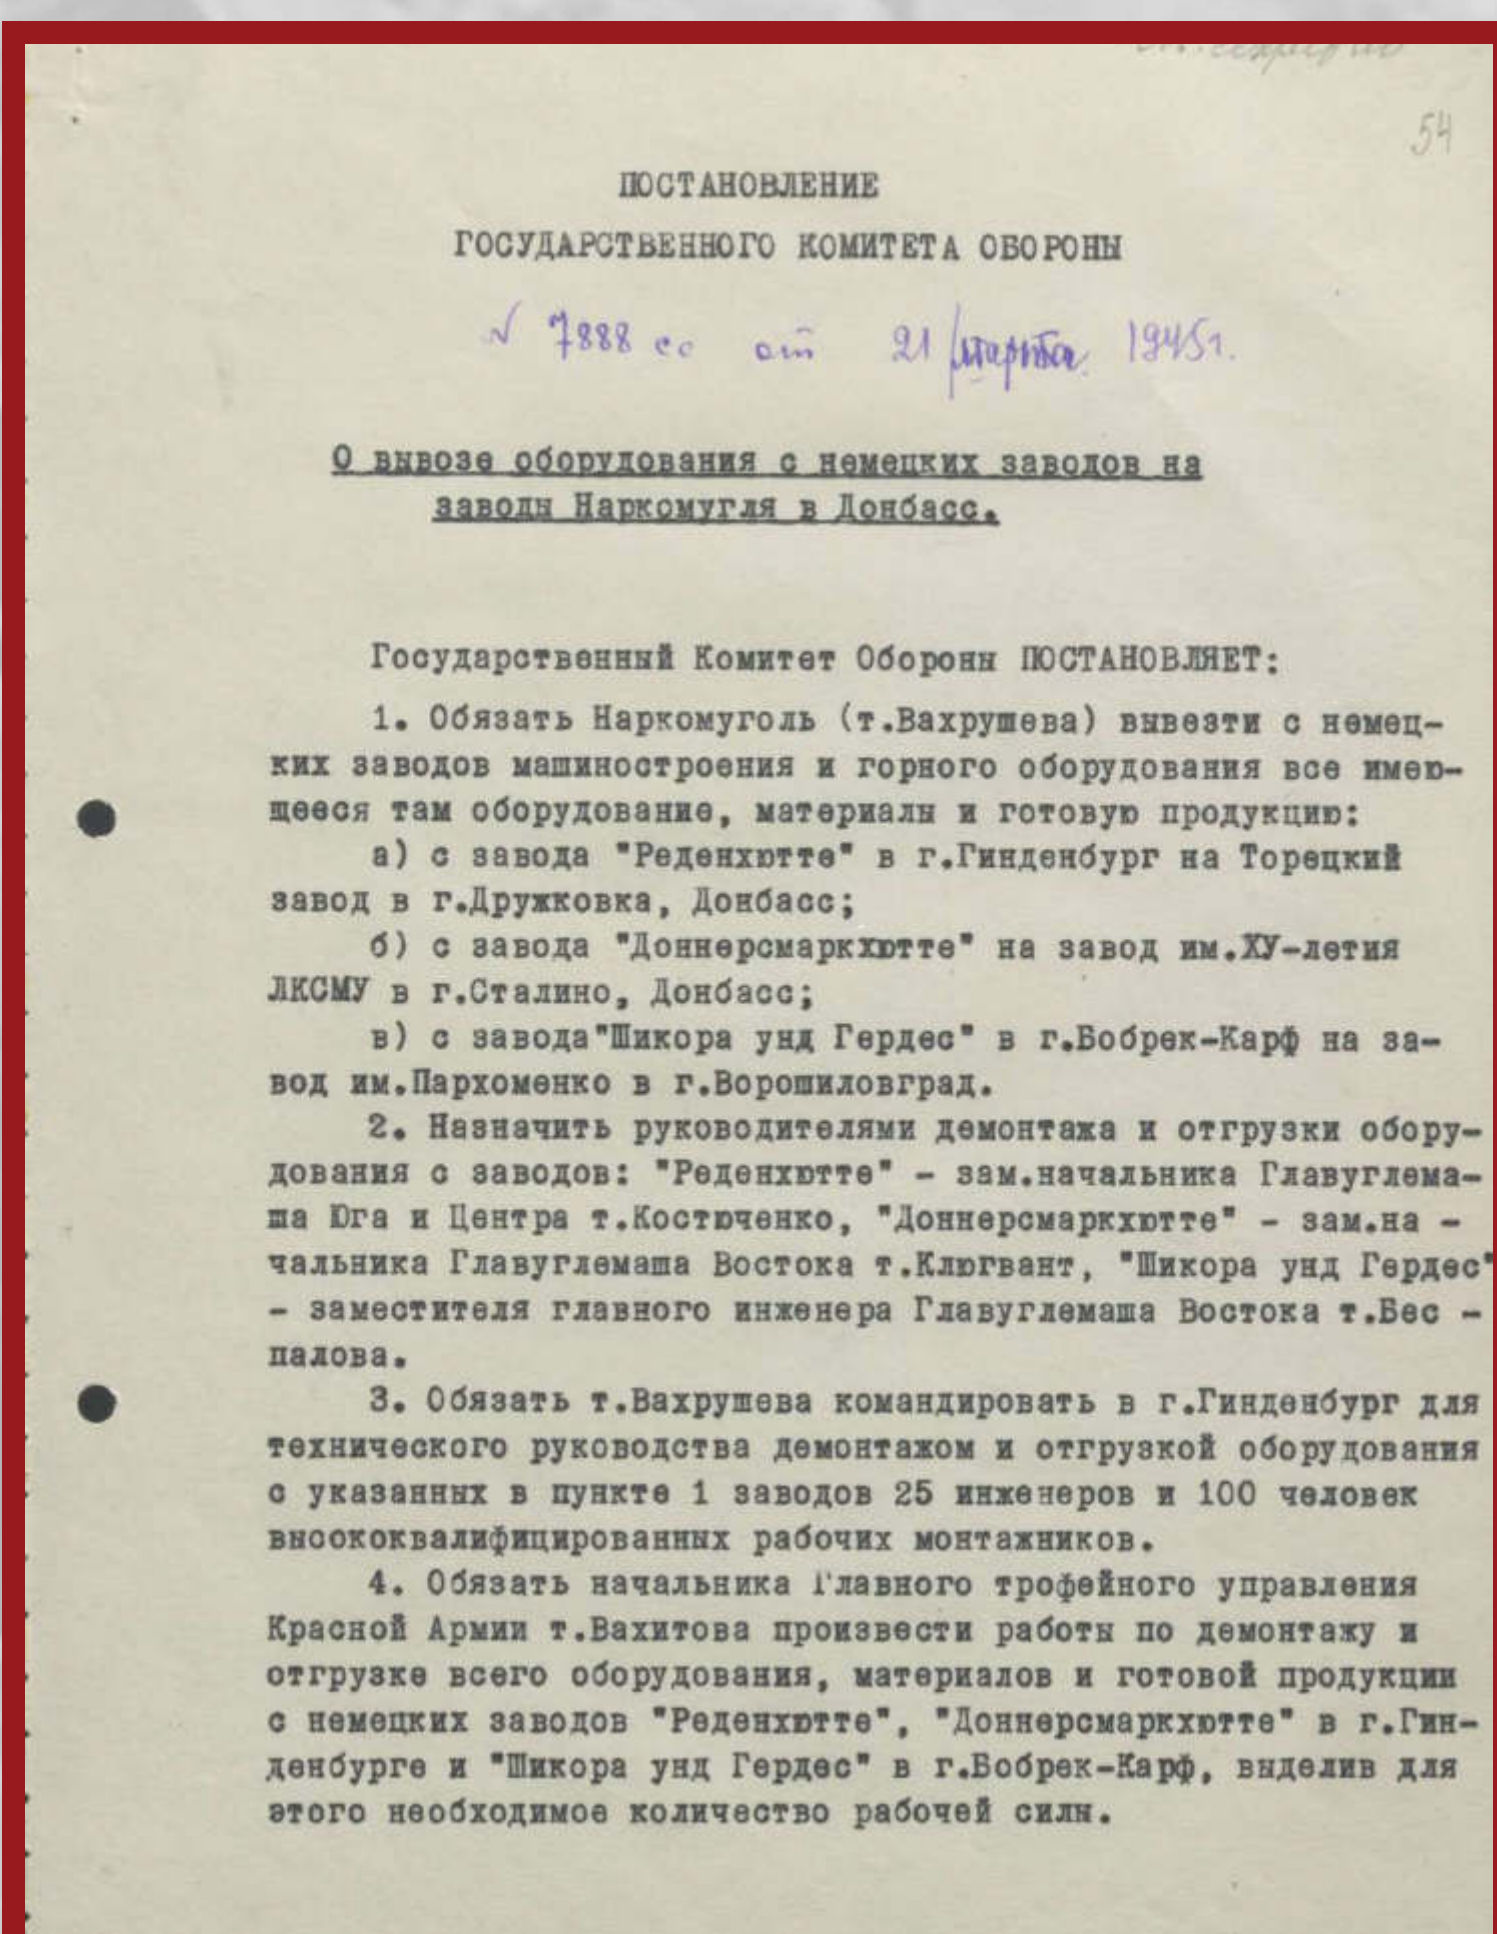 54
ПОСТАНОВЛЕНИЕ
ГОСУДАРСТВЕННОГО КОМИТЕТА ОБОРОНЫ
№ 7888 сс от 21 марта 1945г.
О вывозе оборудования с немецких заводов на
заводы Наркомугля в Донбасс.
Государственный Комитет Обороны ПОСТАНОВЛЯЕТ:
1. Обязать Наркомуголь (т.Вахрушева) вывезти с немец-
ких заводов машиностроения и горного оборудования все имею-
щееся там оборудование, материалы и готовую продукцию:
а) с завода "Реденхютте" в г.Гинденбург на Торецкий
завод в г.Дружковка, Донбасс;
б) с завода "Доннерсмаркхютте" на завод им.ХУ-летия
ЛКСМУ в г.Сталино, Донбасс;
в) с завода"Шикора унд Гердес" в г.Бобрек-Карф на за-
вод им.Пархоменко в г.Ворошиловград.
2. Назначить руководителями демонтажа и отгрузки обору-
дования с заводов: "Реденхютте" - зам.начальника Главуглема-
ша Юга и Центра т.Костюченко, "Доннерсмаркхютте" - зам.на -
чальника Главуглемаша Востока т.Клюгвант, "Шикора унд Гердес"
- заместителя главного инженера Главуглемаша Востока т.Бес -
палова.
3. Обязать т.Вахрушева командировать в г.Гинденбург для
технического руководства демонтажом и отгрузкой оборудования
с указанных в пункте 1 заводов 25 инженеров и 100 человек
высококвалифицированных рабочих монтажников.
4. Обязать начальника Главного трофейного управления
Красной Армии т.Вахитова произвести работы по демонтажу и
отгрузке всего оборудования, материалов и готовой продукции
с немецких заводов "Реденхютте", "Доннерсмаркхютте" в г.Гин-
денбурге и "Шикора унд Гердес" в г.Бобрек-Карф, выделив для
этого необходимое количество рабочей силы.